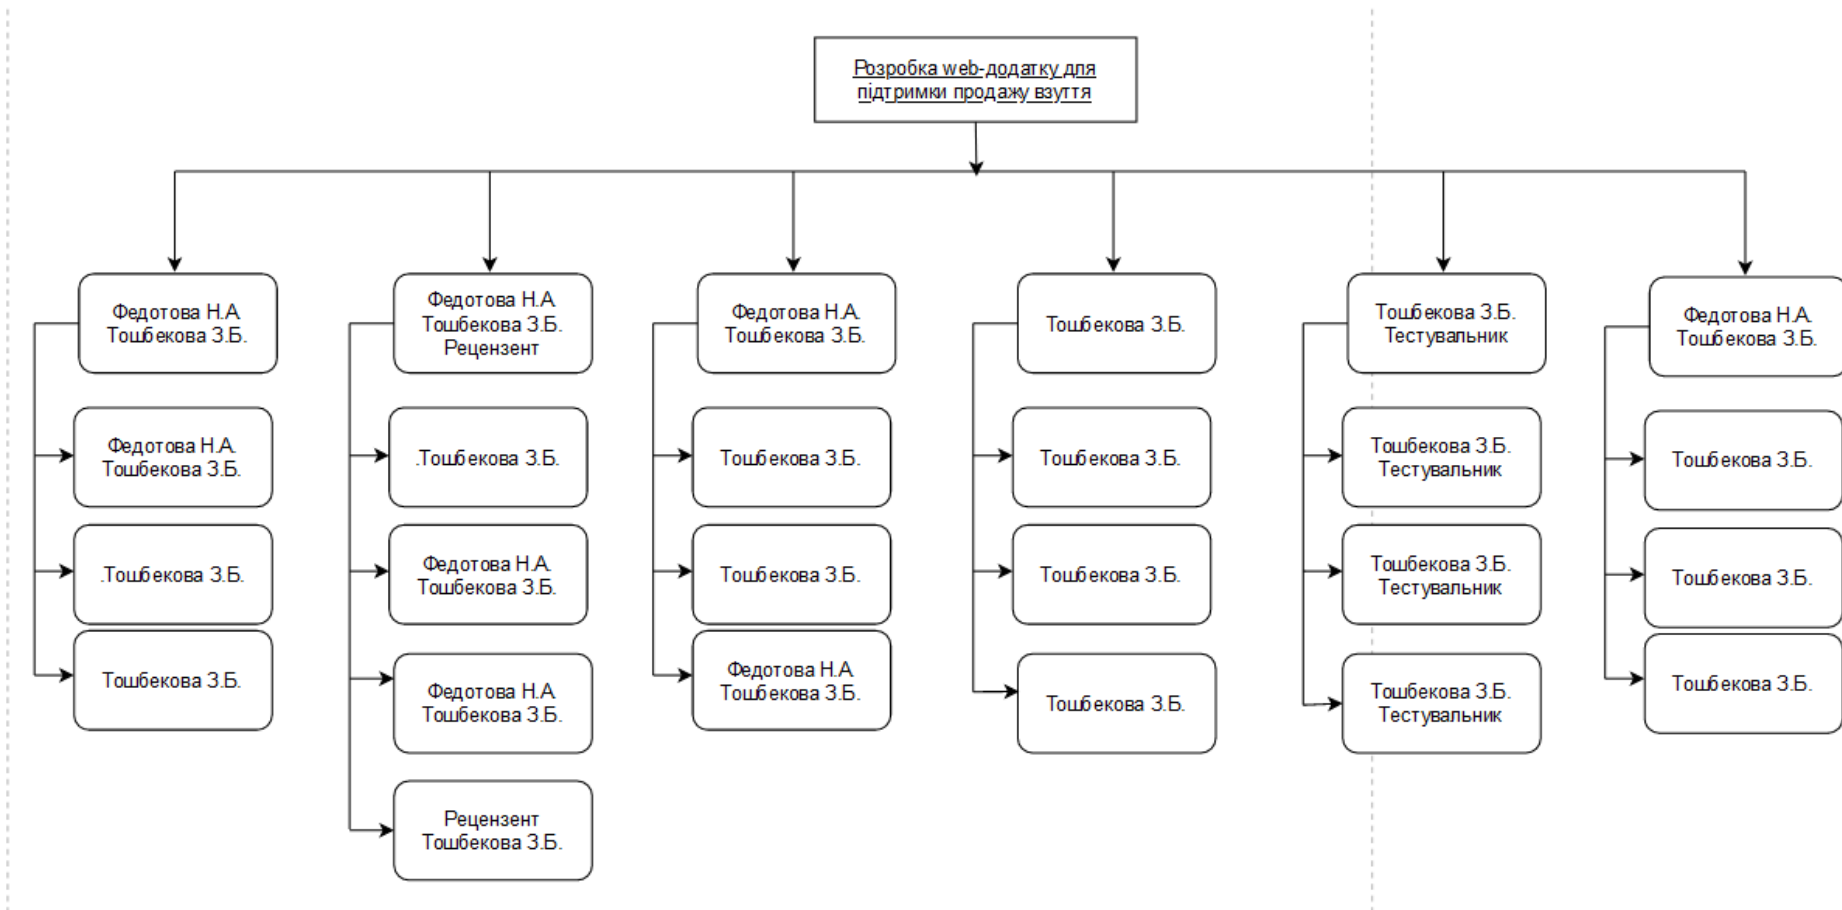 Розробка web-додатку для
підтримки продажу взуття
Федотова Н.А.
Тошбекова З.Б.
Федотова Н.А.
Тошбекова З.Б.
.Тошбекова З.Б.
Тошбекова З.Б.
Федотова Н.А.
Тошбекова З.Б.
Рецензент
.Тошбекова З.Б.
Федотова Н.А.
Тошбекова З.Б.
Федотова Н.А.
Тошбекова З.Б.
Рецензент
Тошбекова З.Б.
Федотова Н.А.
Тошбекова З.Б.
Тошбекова З.Б.
Тошбекова З.Б.
Федотова Н.А.
Тошбекова З.Б.
Тошбекова З.Б.
Тошбекова З.Б.
Тошбекова З.Б.
Тошбекова З.Б.
Тошбекова З.Б.
Тестувальник
Тошбекова З.Б.
Тестувальник
Тошбекова З.Б.
Тестувальник
Тошбекова З.Б.
Тестувальник
Федотова Н.А.
Тошбекова З.Б.
Тошбекова З.Б.
Тошбекова З.Б.
Тошбекова З.Б.